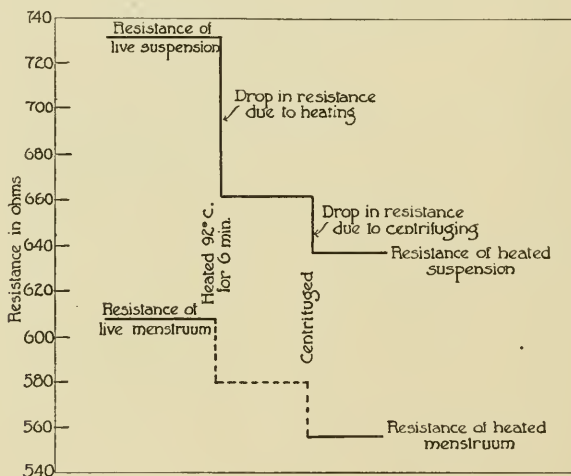 740
720
700
680
660
640
620
600
580
560
540
Resistance in ohms
Resistance of
live suspension
Drop in resistance
due to heating
Heated 92° C.
for 6 min.
Drop in resistance
due to centrifuging
Resistance of heated
suspension
Resistance of
live menstruum
Centrifuged
Resistance of heated
menstruum